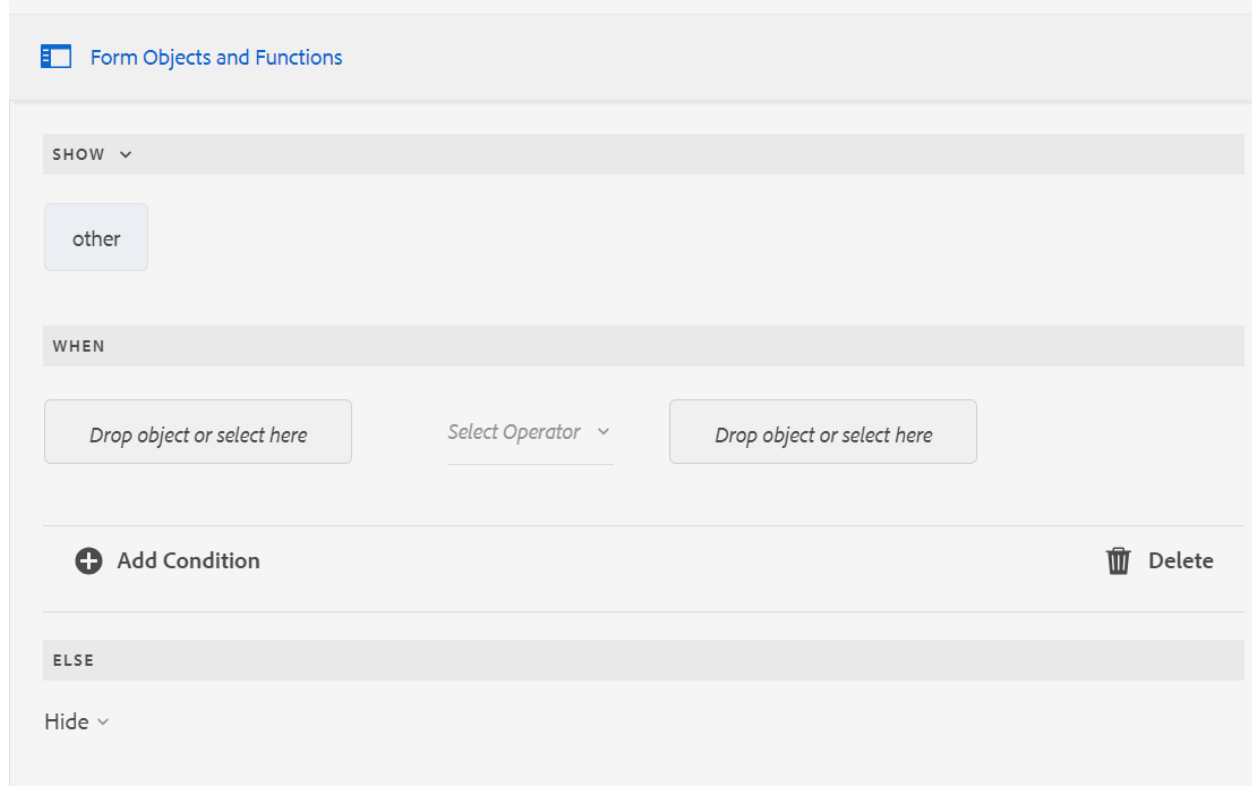 Form Objects and Functions
SHOW
other
WHEN
Drop object or select here Select Operator Drop object or select here
Add Condition Delete
ELSE
Hide